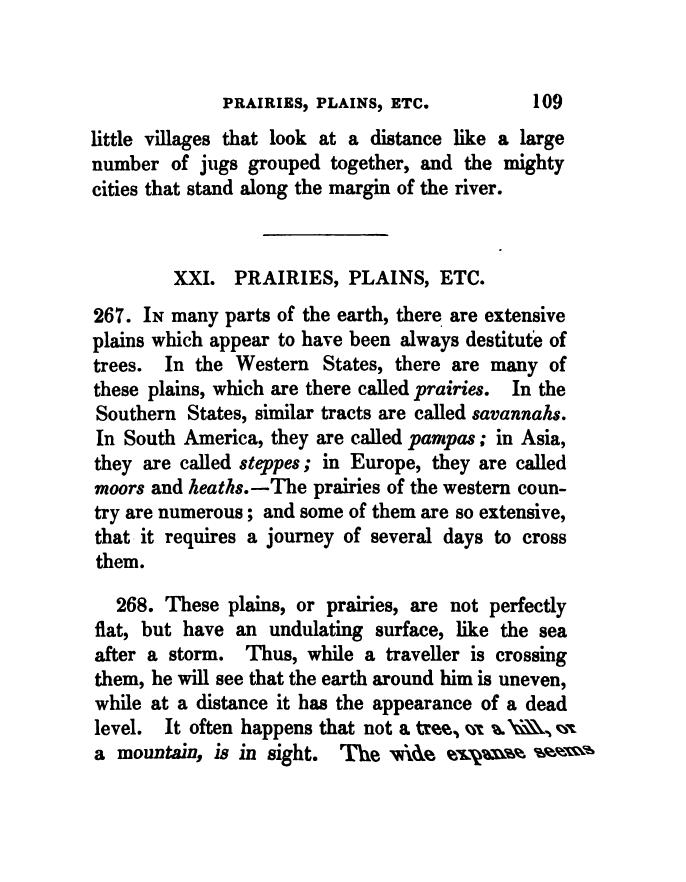 PRAIRIES, PLAINS, ETC. 109
little villages that look at a distance like a large
number of jugs grouped together, and the mighty
cities that stand along the margin of the river.
XXI. PRAIRIES, PLAINS, ETC.
267. In many parts of the earth, there are extensive
plains which appear to have been always destitute of
trees. In the Western States, there are many of
these plains, which are there called prairies. In the
Southern States, similar tracts are called savannahs.
In South America, they are called pampas; in Asia,
they are called steppes; in Europe, they are called
moors and heaths.—The prairies of the western coun-
try are numerous; and some of them are so extensive,
that it requires a journey of several days to cross
them.
268. These plains, or prairies, are not perfectly
flat, but have an undulating surface, like the sea
after a storm. Thus, while a traveller is crossing
them, he will see that the earth around him is uneven,
while at a distance it has the appearance of a dead
level. It often happens that not a tree, or a hill, or
a mountain, is in sight. The wide expanse seems